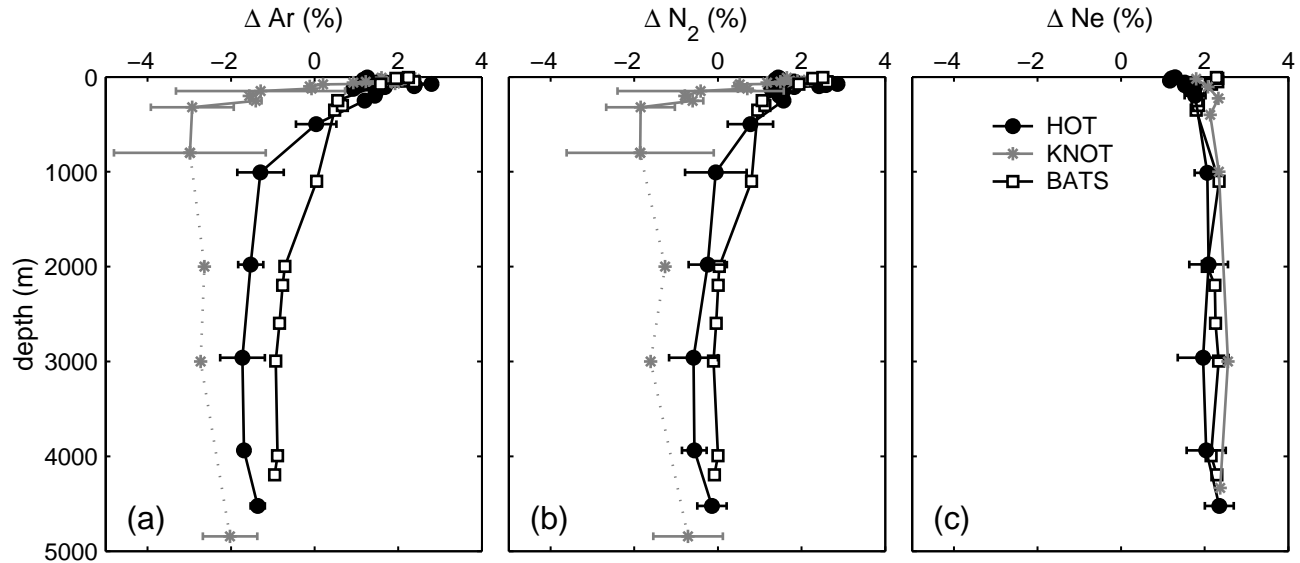 Δ Ar (%)
Δ N2 (%)
Δ Ne (%)
−4 −2 0 2 4
−4 −2 0 2 4
−4 −2 0 2 4
0
1000
2000
3000
4000
5000
depth (m)
HOT
KNOT
BATS
(a)
(b)
(c)